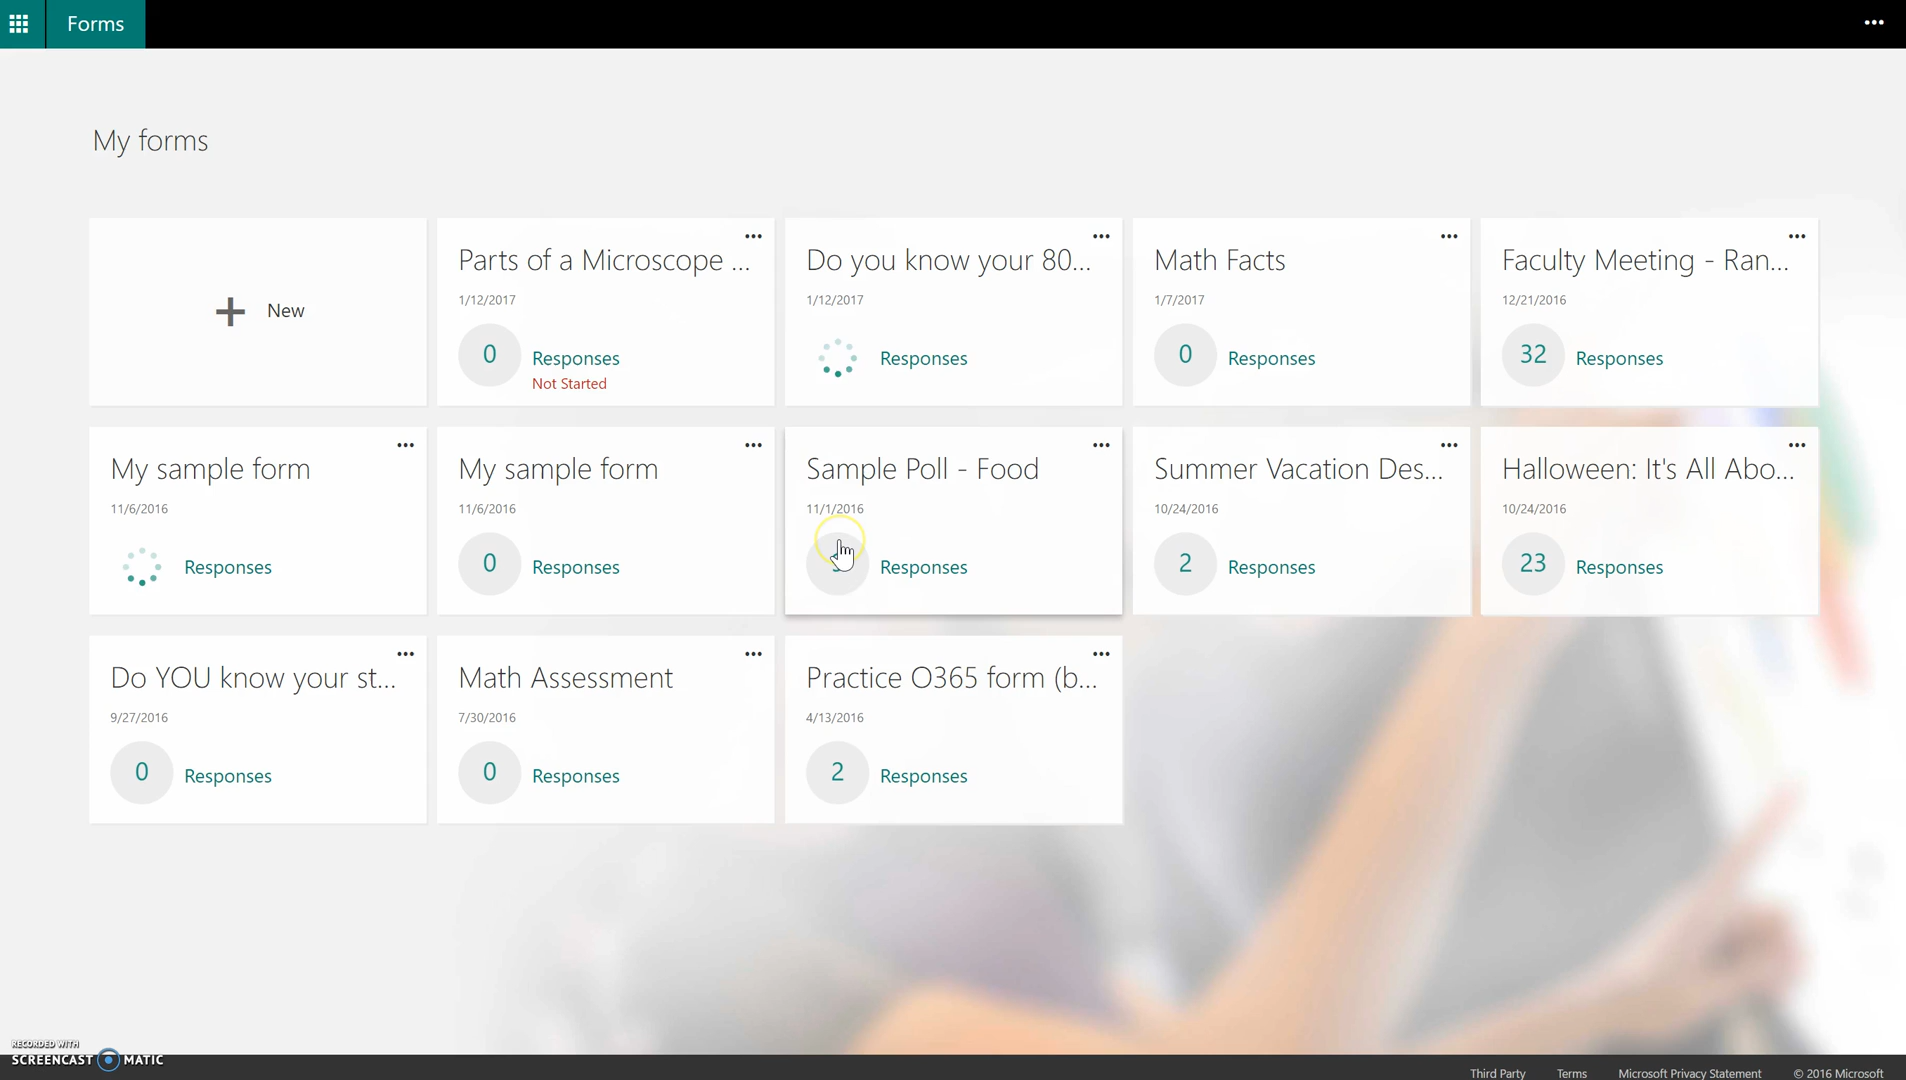 Forms
My forms
New
Parts of a Microscope ...
1/12/2017
0
Responses
Not Started
Do you know your 80...
1/12/2017
Responses
Math Facts
1/7/2017
0
Responses
Faculty Meeting - Ran...
12/21/2016
32
Responses
My sample form
11/6/2016
Responses
My sample form
11/6/2016
0
Responses
Sample Poll - Food
11/1/2016
Responses
Summer Vacation Des...
10/24/2016
2
Responses
Halloween: It's All Abo...
10/24/2016
23
Responses
Do YOU know your st...
9/27/2016
0
Responses
Math Assessment
7/30/2016
0
Responses
Practice O365 form (b...
4/13/2016
2
Responses
RECORDED WITH
SCREENCAST MATIC
Third Party Terms Microsoft Privacy Statement © 2016 Microsoft